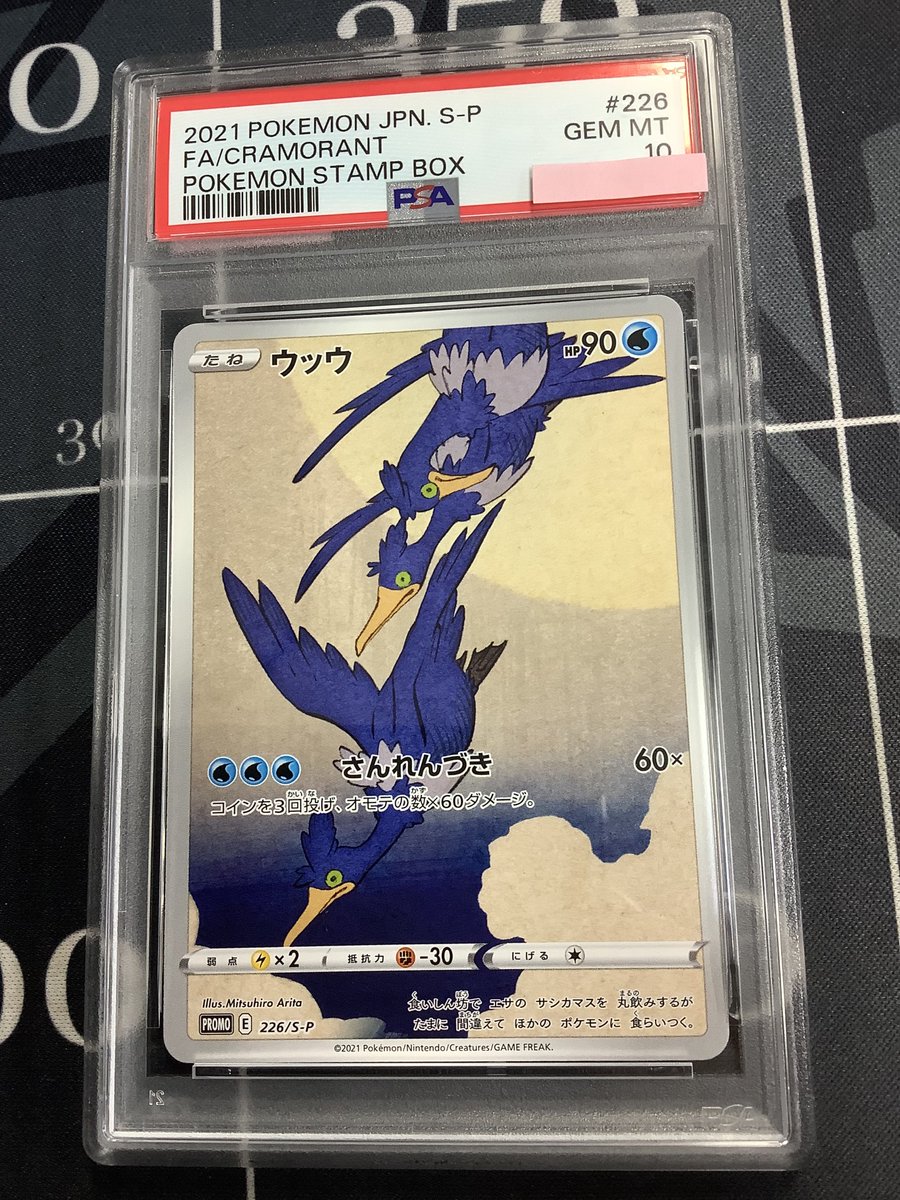 2021 POKEMON JPN. S-P #226
FA/CRAMORANT GEM MT
POKEMON STAMP BOX 10
PSA
たね ウッウ HP90
さんれんづき 60×
コインを3回投げ、オモテの数×60ダメージ。
弱点 ×2 抵抗力 -30 にげる
Illus.Mitsuhiro Arita
食いしん坊で エサの サシカマスを 丸飲みするが
たまに 間違えて ほかの ポケモンに 食らいつく。
PROMO E 226/S-P
©2021 Pokémon/Nintendo/Creatures/GAME FREAK.
PSA